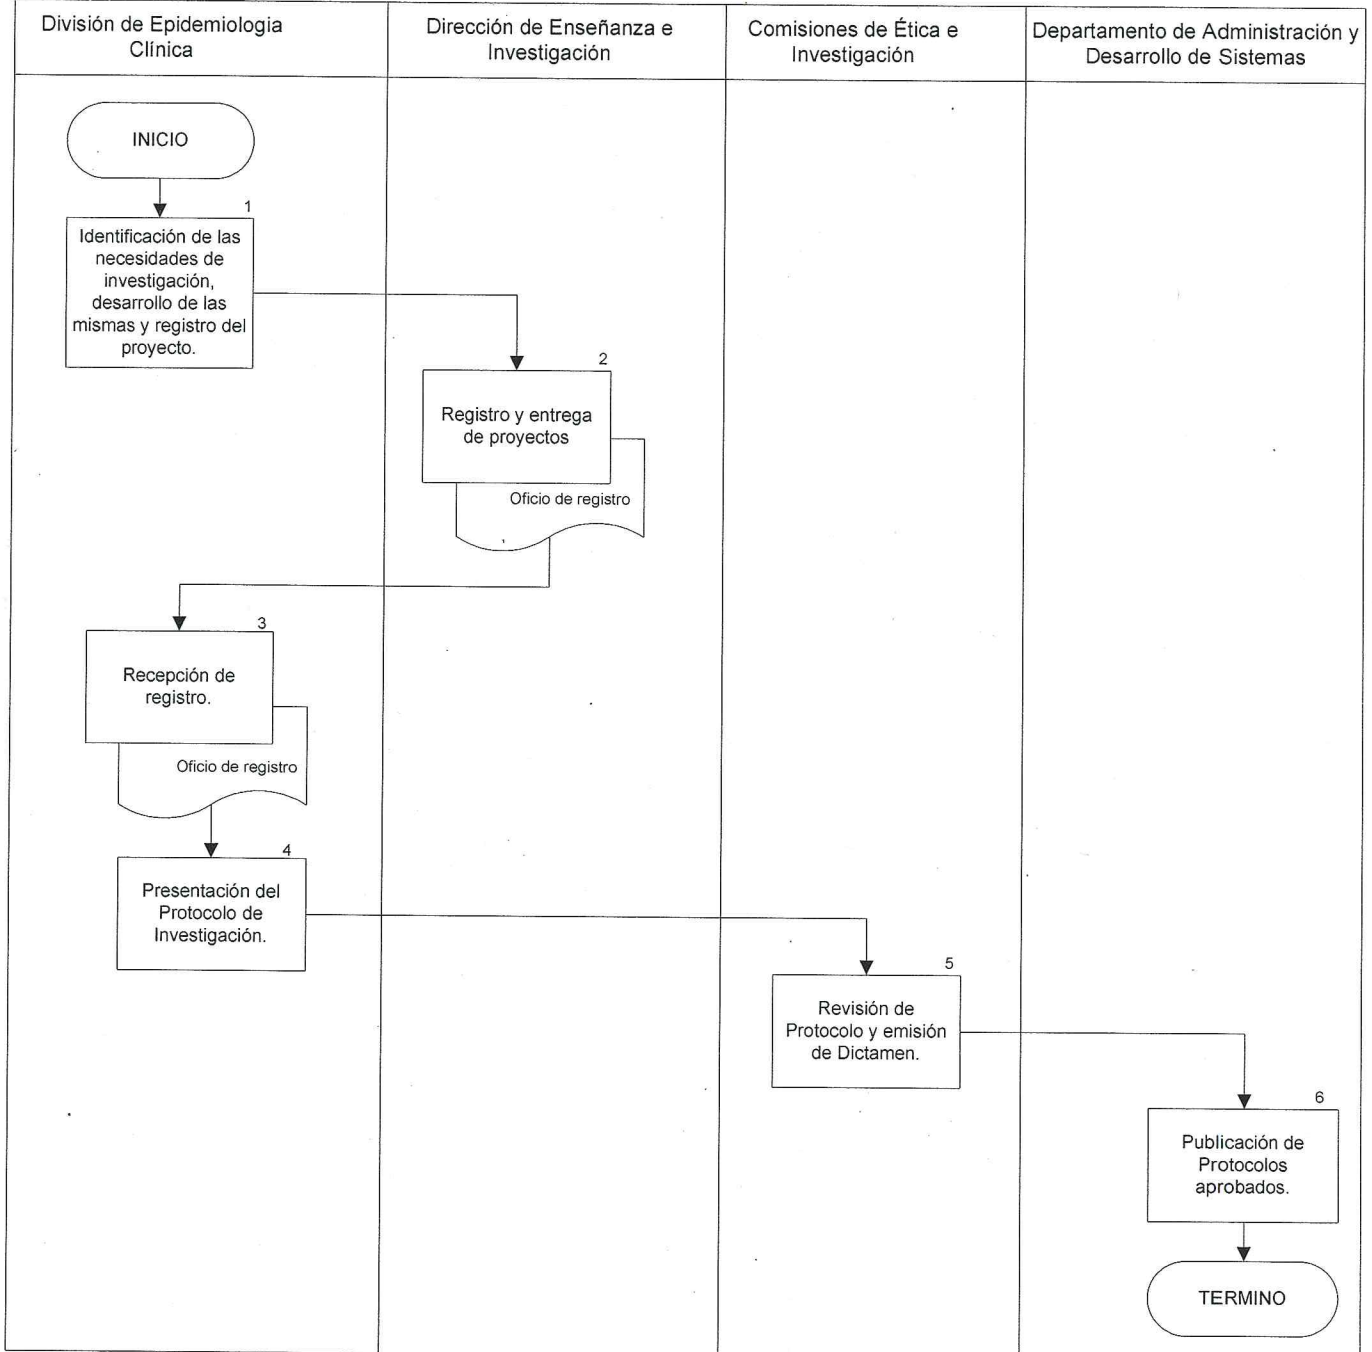 División de Epidemiologia
Clínica
Dirección de Enseñanza e
Investigación
Comisiones de Ética e
Investigación
Departamento de Administración y
Desarrollo de Sistemas
INICIO
1
Identificación de las
necesidades de
investigación,
desarrollo de las
mismas y registro del
proyecto.
2
Registro y entrega
de proyectos
Oficio de registro
3
Recepción de
registro.
Oficio de registro
4
Presentación del
Protocolo de
Investigación.
5
Revisión de
Protocolo y emisión
de Dictamen.
6
Publicación de
Protocolos
aprobados.
TERMINO